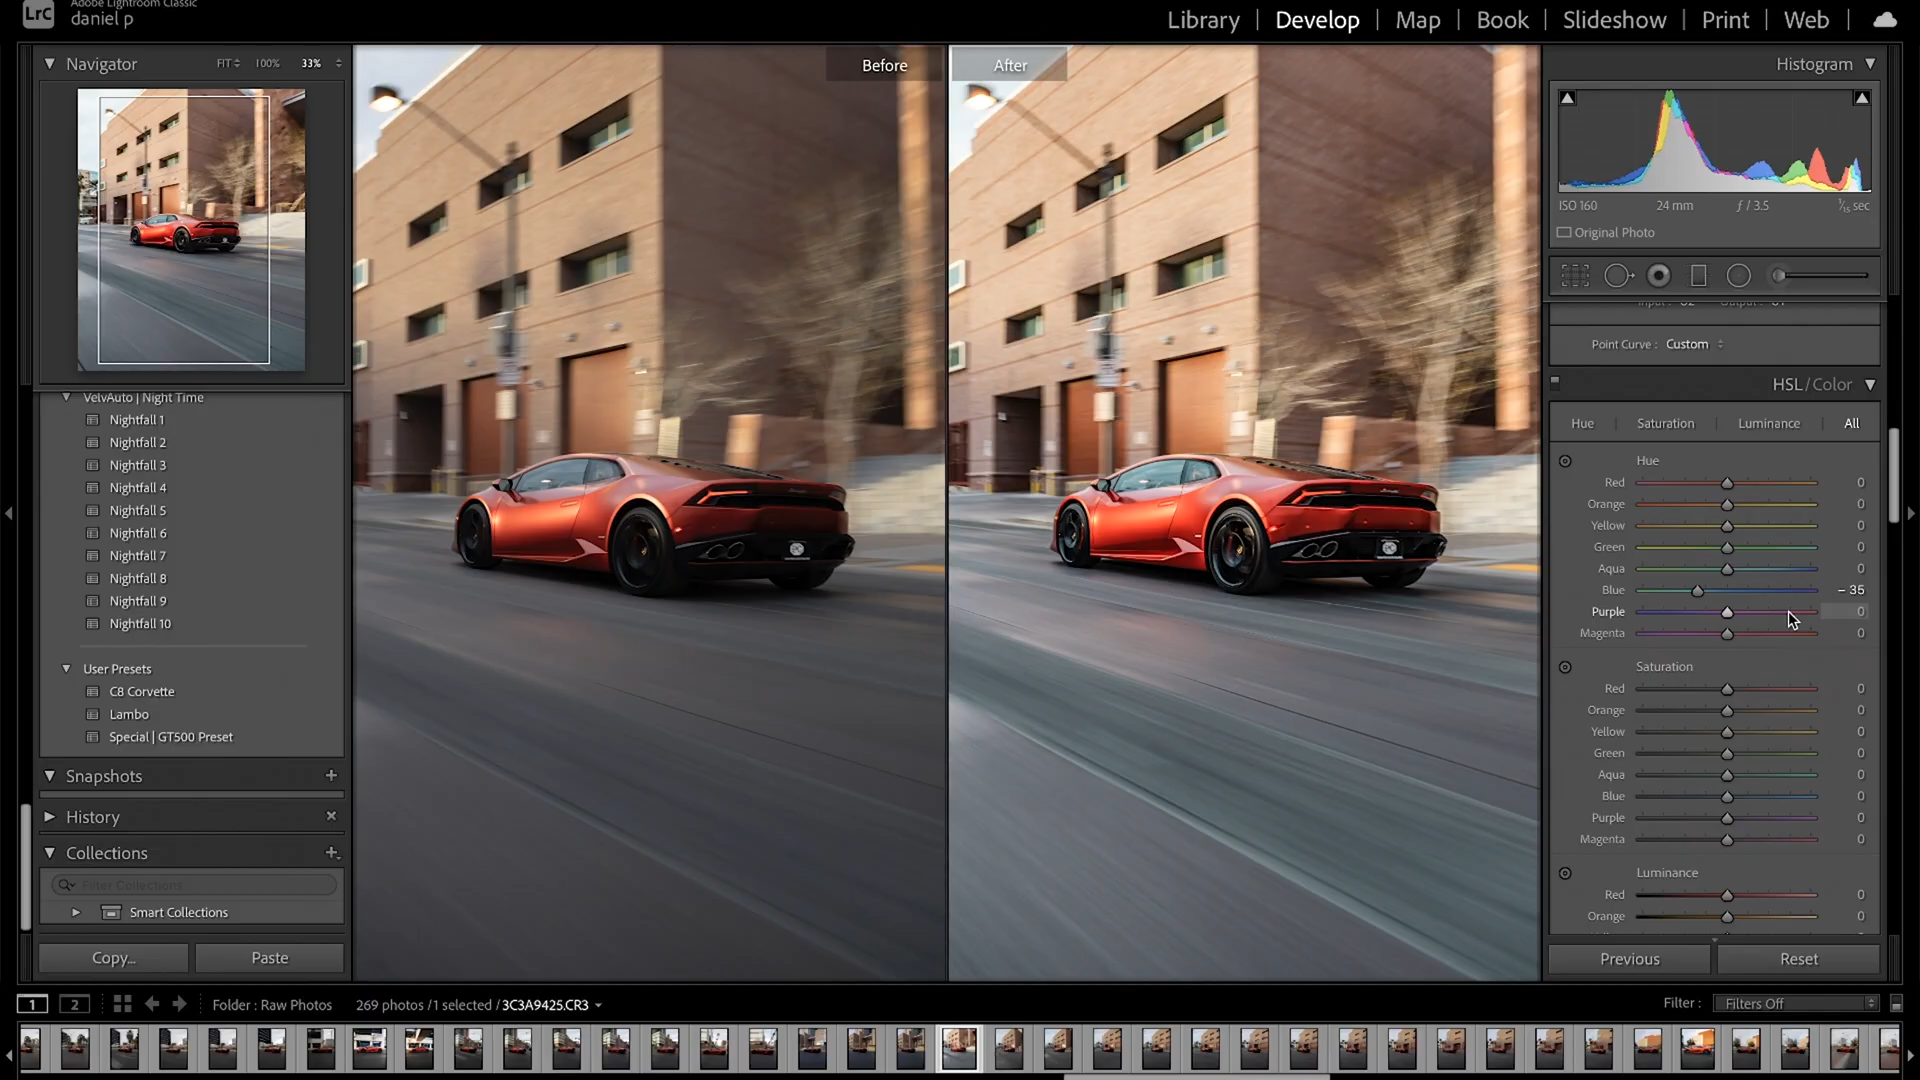 Adobe Lightroom Classic
LrC
daniel p
Library | Develop | Map | Book | Slideshow | Print | Web
Navigator FIT 100% 33%
Before
After
Histogram
ISO 160 24 mm ƒ / 3.5 ¹⁄₁₅ sec
Original Photo
Point Curve : Custom
HSL / Color
Hue Saturation Luminance All
Hue
Red 0
Orange 0
Yellow 0
Green 0
Aqua 0
Blue – 35
Purple 0
Magenta 0
Saturation
Red 0
Orange 0
Yellow 0
Green 0
Aqua 0
Blue 0
Purple 0
Magenta 0
Luminance
Red 0
Orange 0
Previous Reset
VelvAuto | Night Time
Nightfall 1
Nightfall 2
Nightfall 3
Nightfall 4
Nightfall 5
Nightfall 6
Nightfall 7
Nightfall 8
Nightfall 9
Nightfall 10
User Presets
C8 Corvette
Lambo
Special | GT500 Preset
Snapshots
History
Collections
Filter Collections
Smart Collections
Copy... Paste
1 2 Folder : Raw Photos 269 photos / 1 selected / 3C3A9425.CR3
Filter : Filters Off